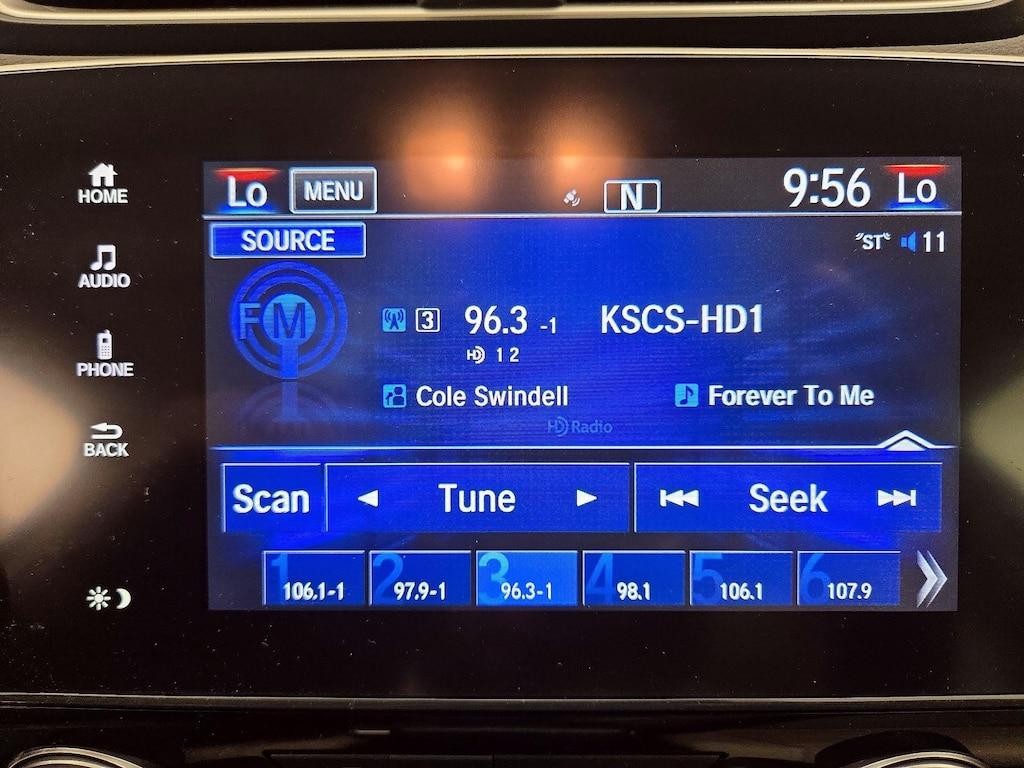 HOME
AUDIO
PHONE
BACK
Lo MENU N 9:56 Lo
SOURCE "ST" 11
FM
3 96.3 -1 KSCS-HD1
HD 1 2
Cole Swindell Forever To Me
HD Radio
Scan Tune Seek
1 106.1-1 2 97.9-1 3 96.3-1 4 98.1 5 106.1 6 107.9